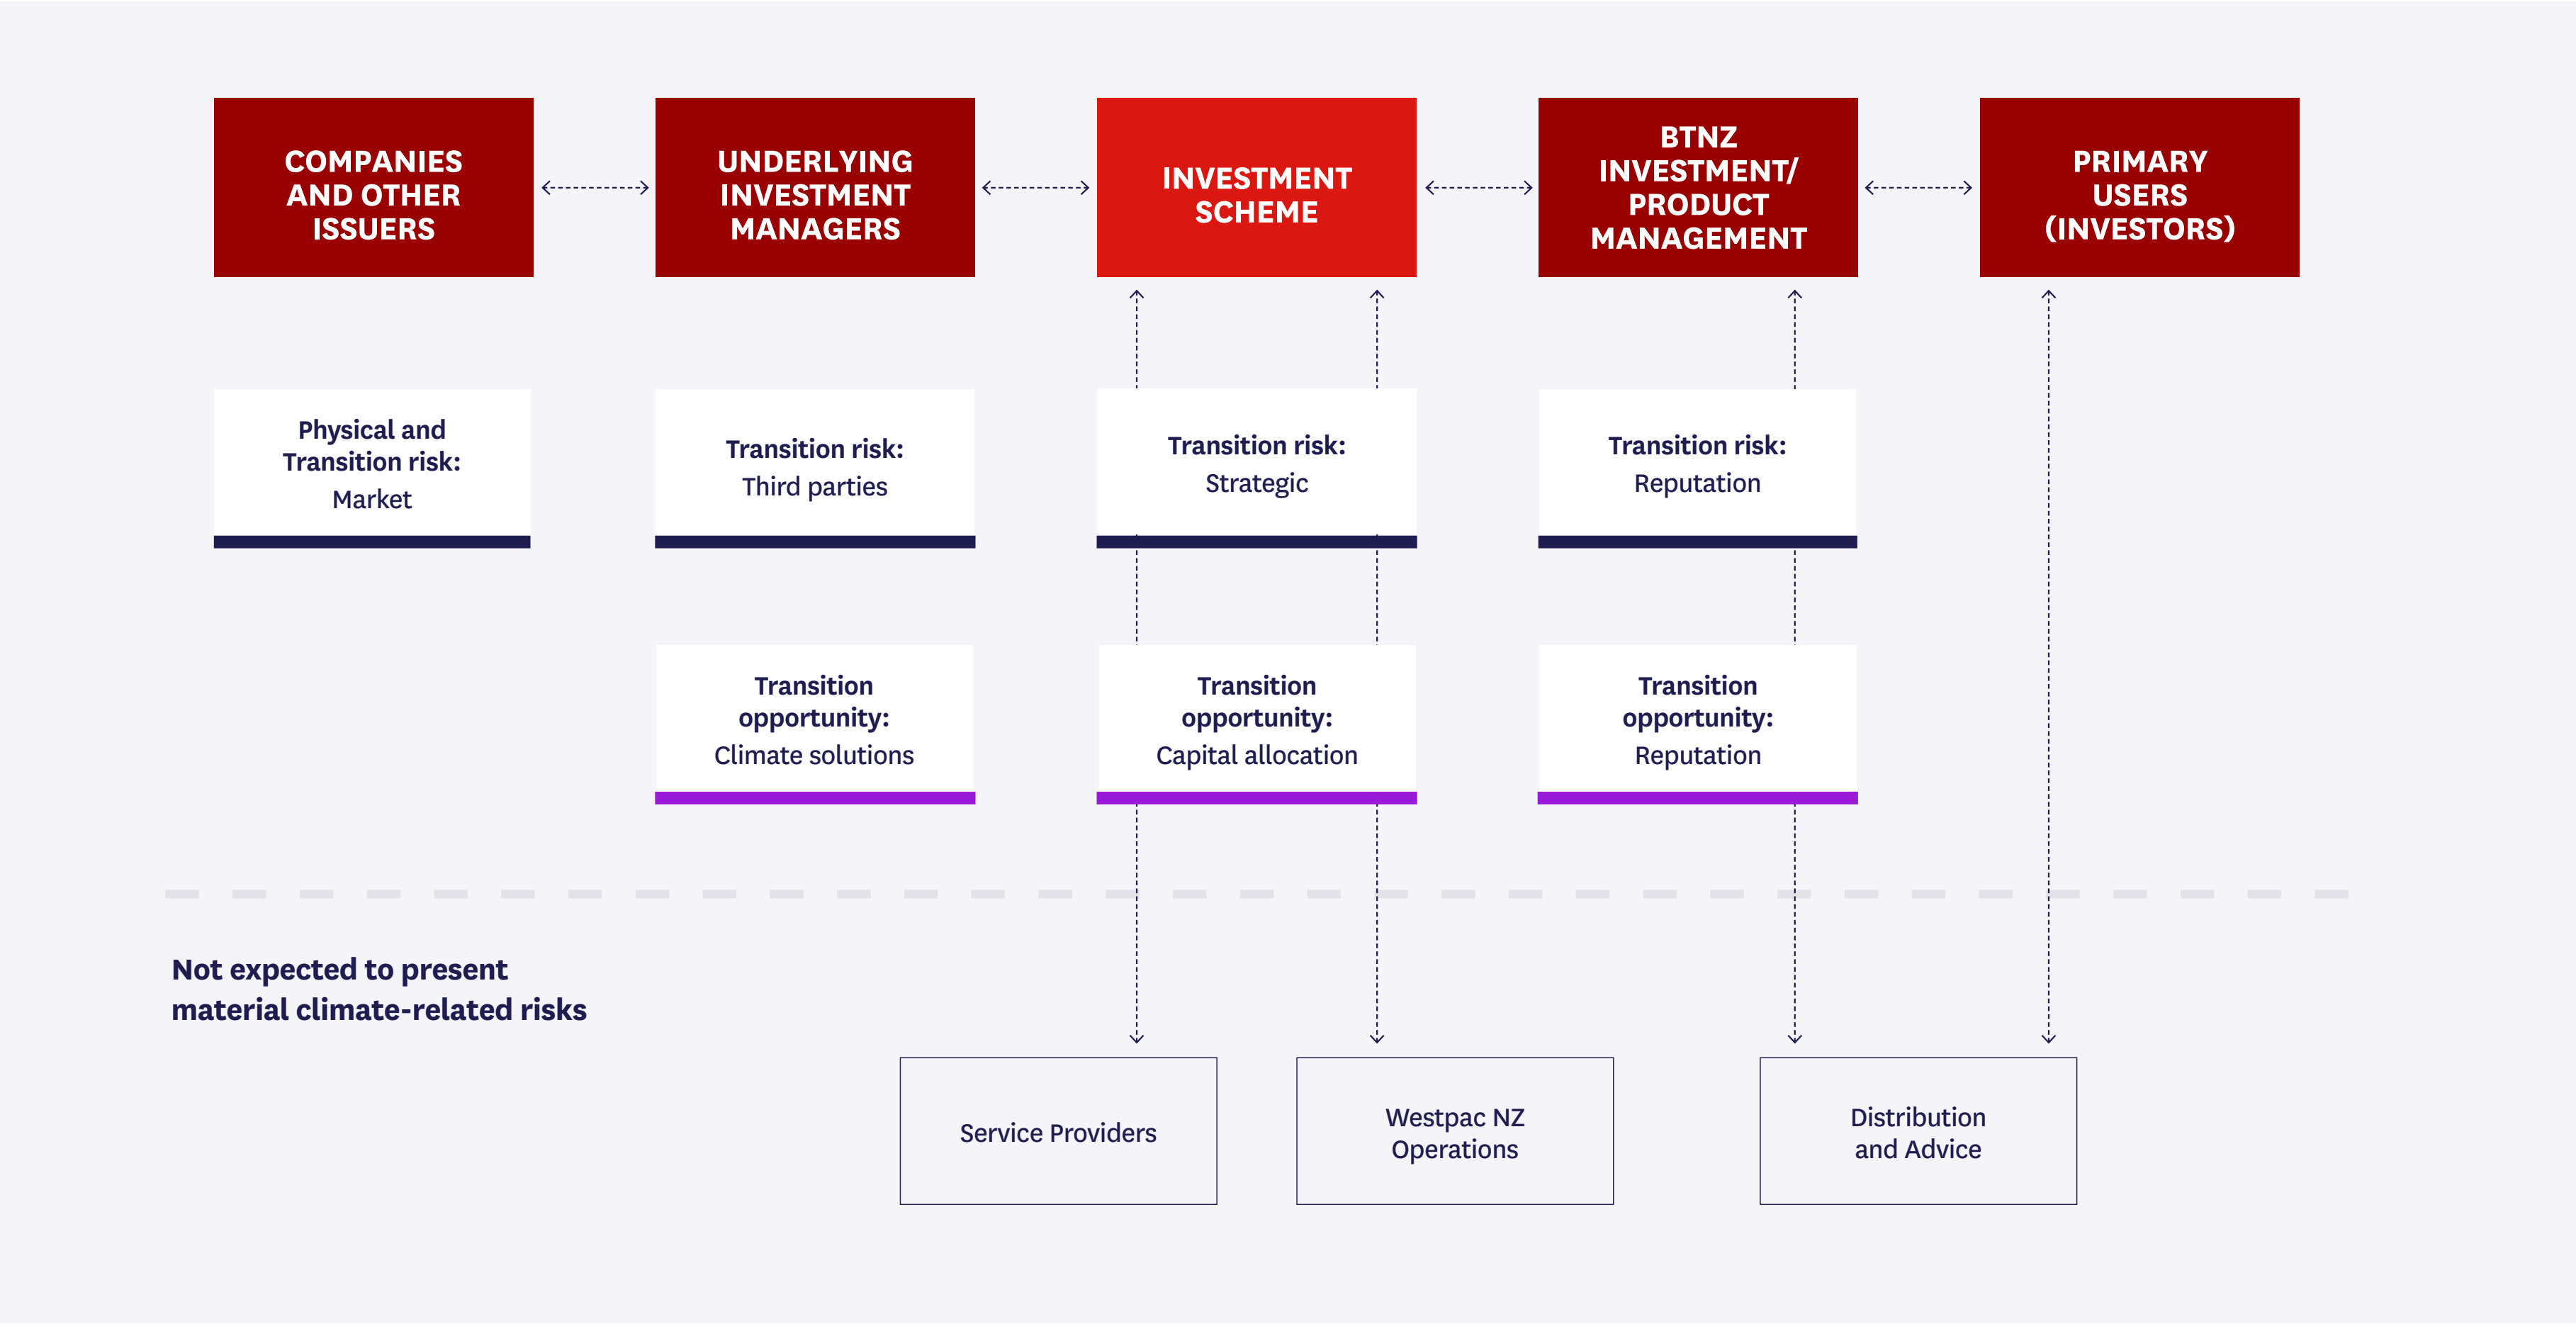 COMPANIES
AND OTHER
ISSUERS
UNDERLYING
INVESTMENT
MANAGERS
INVESTMENT
SCHEME
BTNZ
INVESTMENT/
PRODUCT
MANAGEMENT
PRIMARY
USERS
(INVESTORS)
Physical and
Transition risk:
Market
Transition risk:
Third parties
Transition risk:
Strategic
Transition risk:
Reputation
Transition
opportunity:
Climate solutions
Transition
opportunity:
Capital allocation
Transition
opportunity:
Reputation
Not expected to present
material climate-related risks
Service Providers
Westpac NZ
Operations
Distribution
and Advice